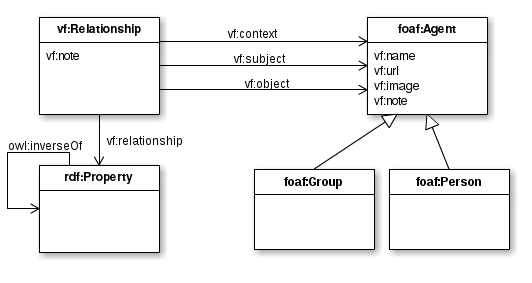 vf:Relationship
vf:note
vf:context
vf:subject
vf:object
foaf:Agent
vf:name
vf:url
vf:image
vf:note
vf:relationship
owl:inverseOf
rdf:Property
foaf:Group
foaf:Person